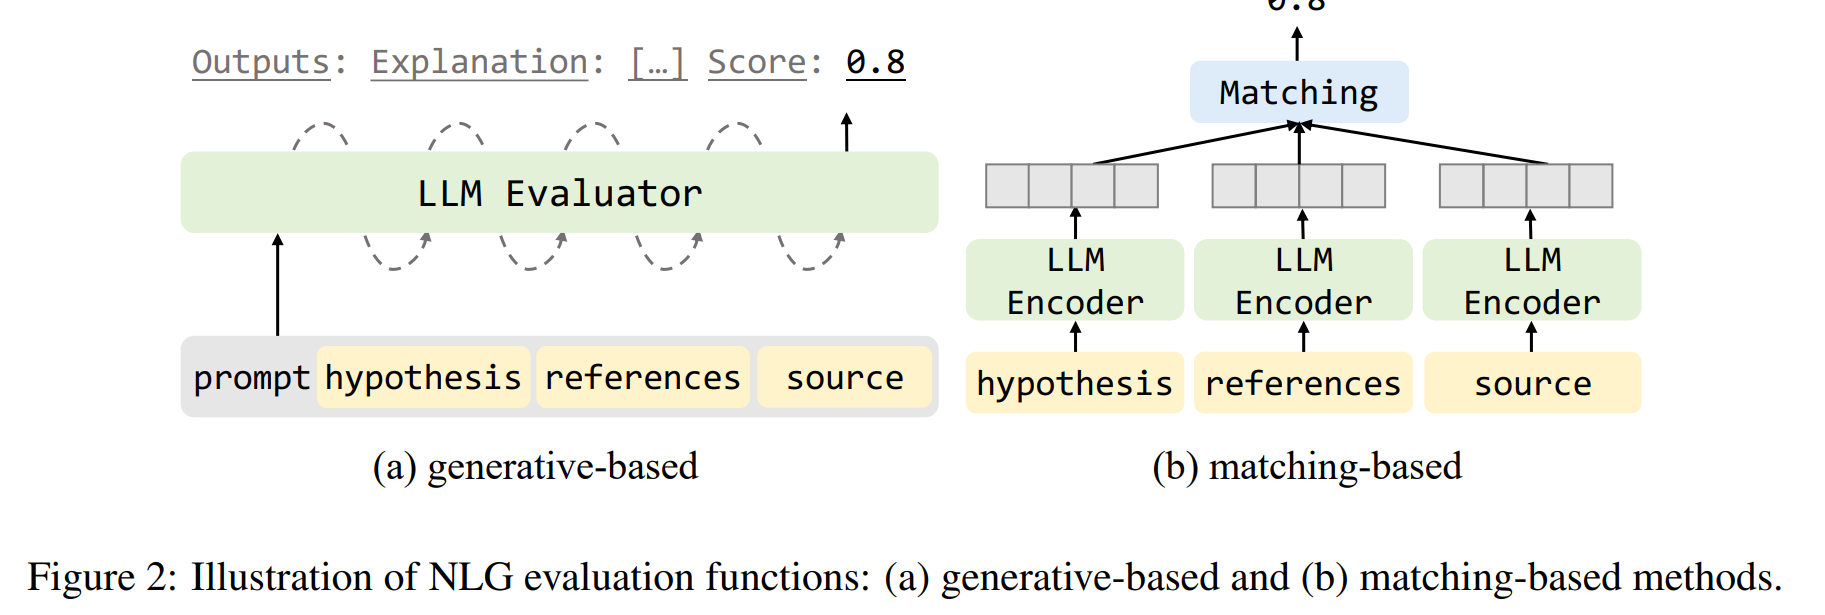 0.8
Outputs: Explanation: […] Score: 0.8
Matching
LLM Evaluator
LLM Encoder
LLM Encoder
LLM Encoder
prompt hypothesis references source
hypothesis references source
(a) generative-based
(b) matching-based
Figure 2: Illustration of NLG evaluation functions: (a) generative-based and (b) matching-based methods.